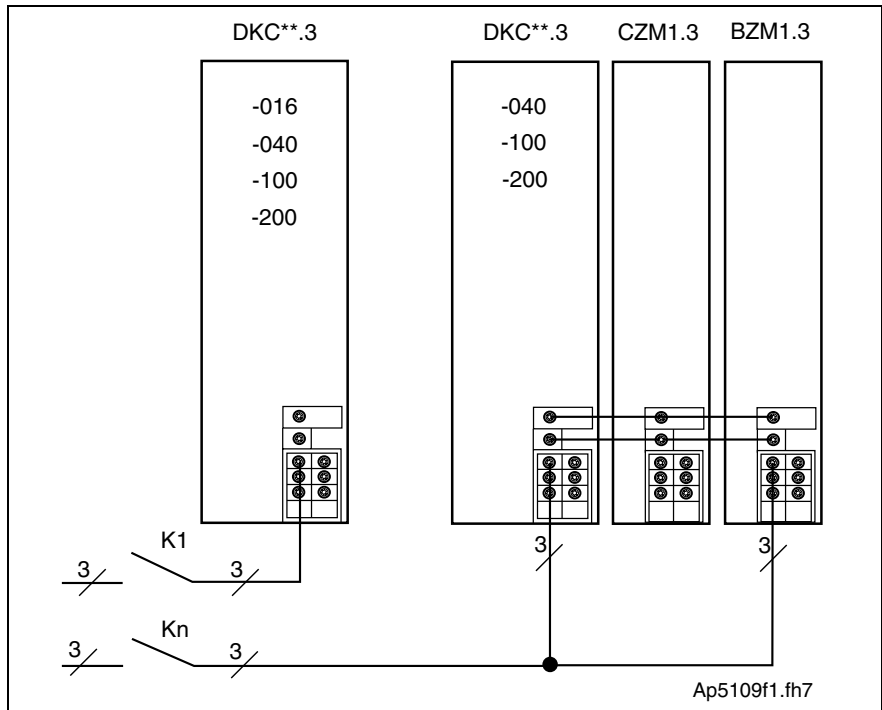 DKC**.3
DKC**.3
CZM1.3
BZM1.3
-016
-040
-100
-200
-040
-100
-200
K1
3
3
3
3
Kn
3
3
Ap5109f1.fh7